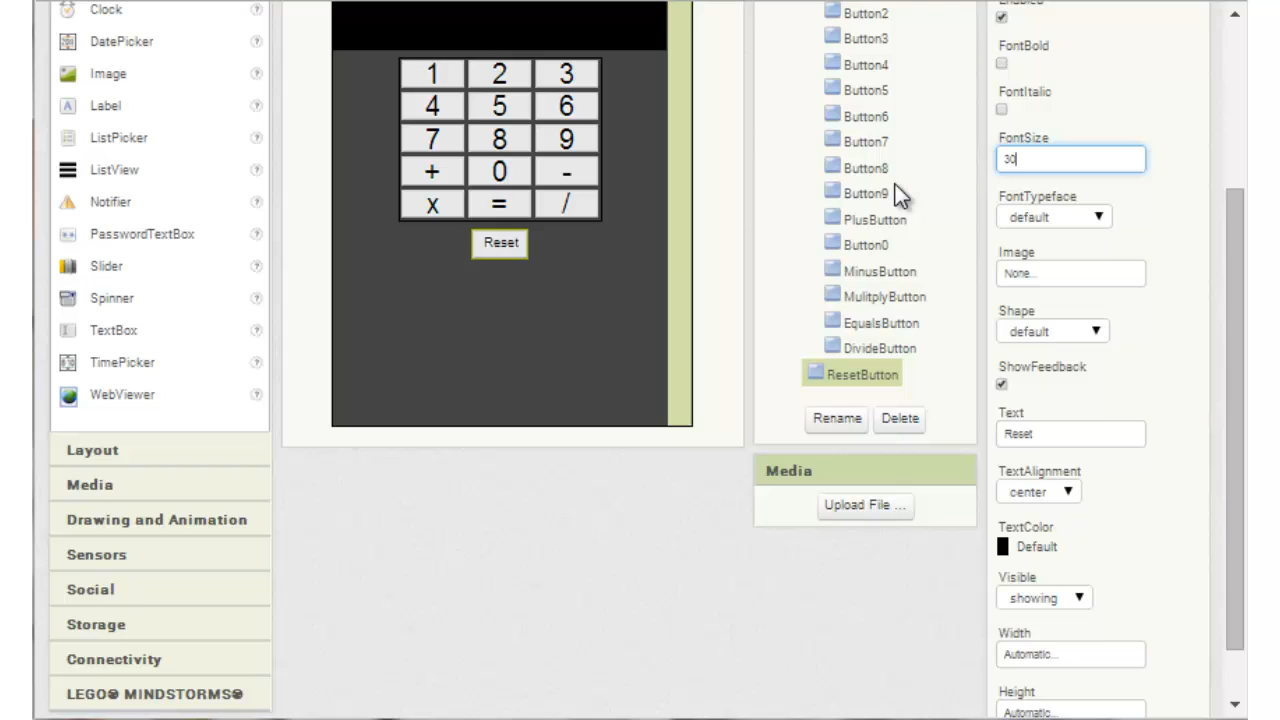 Clock
DatePicker
Image
Label
ListPicker
ListView
Notifier
PasswordTextBox
Slider
Spinner
TextBox
TimePicker
WebViewer
Layout
Media
Drawing and Animation
Sensors
Social
Storage
Connectivity
LEGO® MINDSTORMS®
1 2 3
4 5 6
7 8 9
+ 0 -
x = /
Reset
Button2
Button3
Button4
Button5
Button6
Button7
Button8
Button9
PlusButton
Button0
MinusButton
MulitplyButton
EqualsButton
DivideButton
ResetButton
Rename Delete
Media
Upload File ...
Enabled
FontBold
FontItalic
FontSize
30
FontTypeface
default
Image
None...
Shape
default
ShowFeedback
Text
Reset
TextAlignment
center
TextColor
Default
Visible
showing
Width
Automatic...
Height
Automatic...